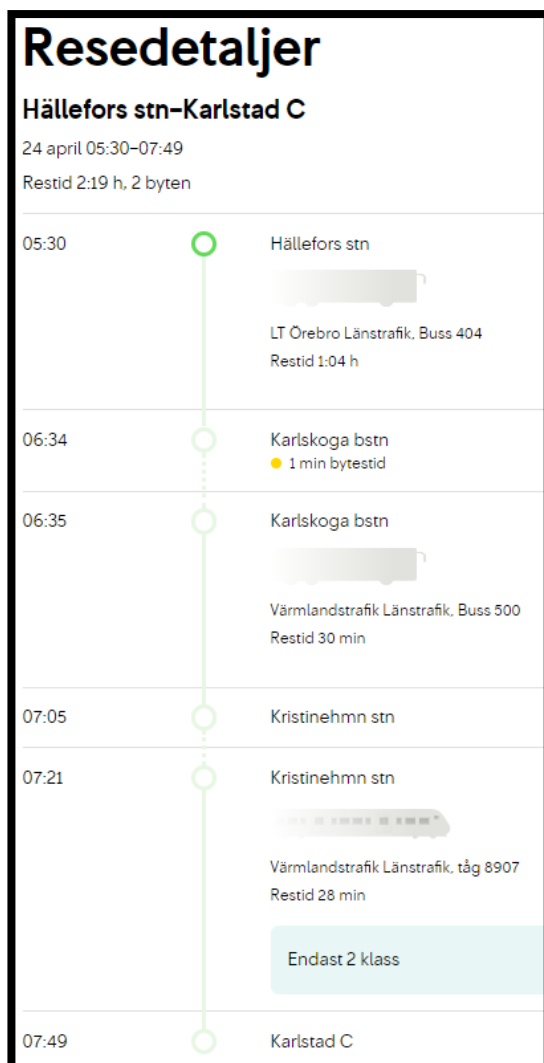 Resedetaljer
Hällefors stn–Karlstad C
24 april 05:30–07:49
Restid 2:19 h, 2 byten
05:30 Hällefors stn
LT Örebro Länstrafik, Buss 404
Restid 1:04 h
06:34 Karlskoga bstn
1 min bytestid
06:35 Karlskoga bstn
Värmlandstrafik Länstrafik, Buss 500
Restid 30 min
07:05 Kristinehmn stn
07:21 Kristinehmn stn
Värmlandstrafik Länstrafik, tåg 8907
Restid 28 min
Endast 2 klass
07:49 Karlstad C